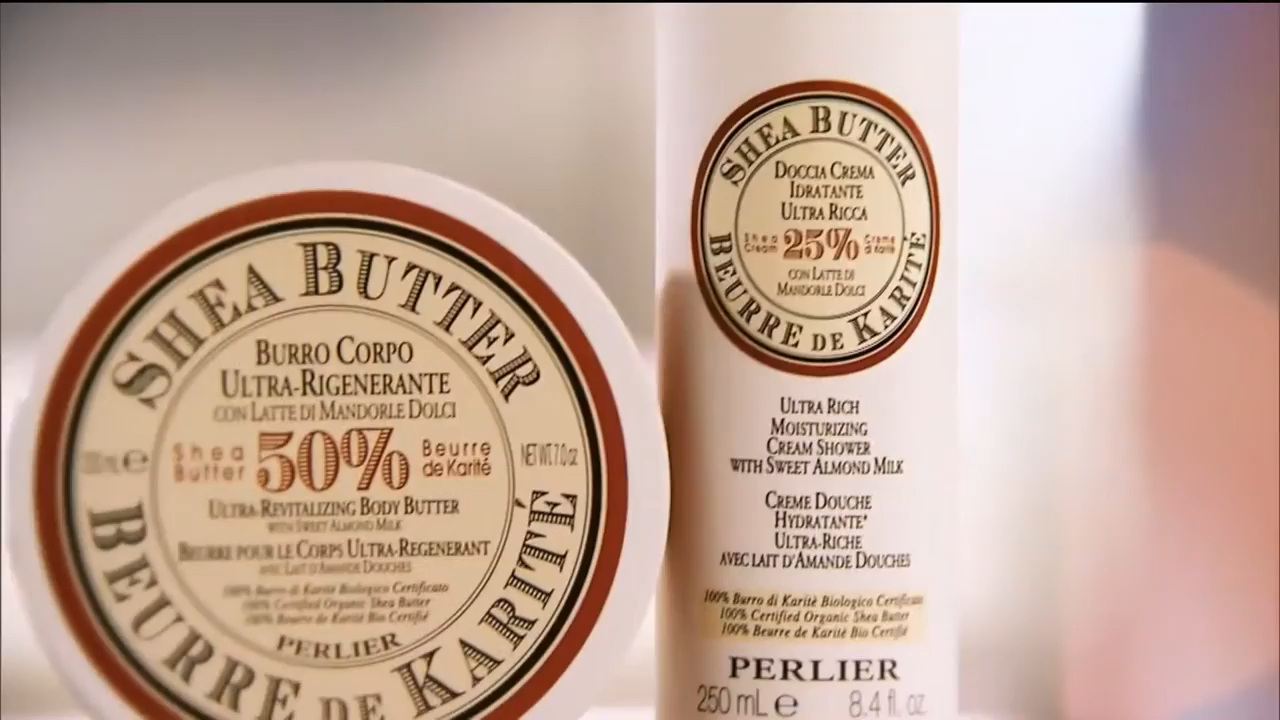 SHEA BUTTER
BURRO CORPO
ULTRA-RIGENERANTE
CON LATTE DI MANDORLE DOLCI
Shea
Butter
50%
Beurre
de Karité
NET WT. 7.0 oz
ULTRA-REVITALIZING BODY BUTTER
WITH SWEET ALMOND MILK
BEURRE POUR LE CORPS ULTRA-REGENERANT
AVEC LAIT D'AMANDE DOUCHES
100% Burro di Karitè Biologico Certificato
100% Certified Organic Shea Butter
100% Beurre de Karité Bio Certifié
PERLIER
BEURRE DE KARITÉ
SHEA BUTTER
DOCCIA CREMA
IDRATANTE
ULTRA RICCA
Shea
Cream
25%
Crème
de Karité
CON LATTE DI
MANDORLE DOLCI
BEURRE DE KARITÉ
ULTRA RICH
MOISTURIZING
CREAM SHOWER
WITH SWEET ALMOND MILK
CREME DOUCHE
HYDRATANTE*
ULTRA-RICHE
AVEC LAIT D'AMANDE DOUCHES
100% Burro di Karitè Biologico Certificato
100% Certified Organic Shea Butter
100% Beurre de Karité Bio Certifié
PERLIER
250 mL e 8.4 fl. oz